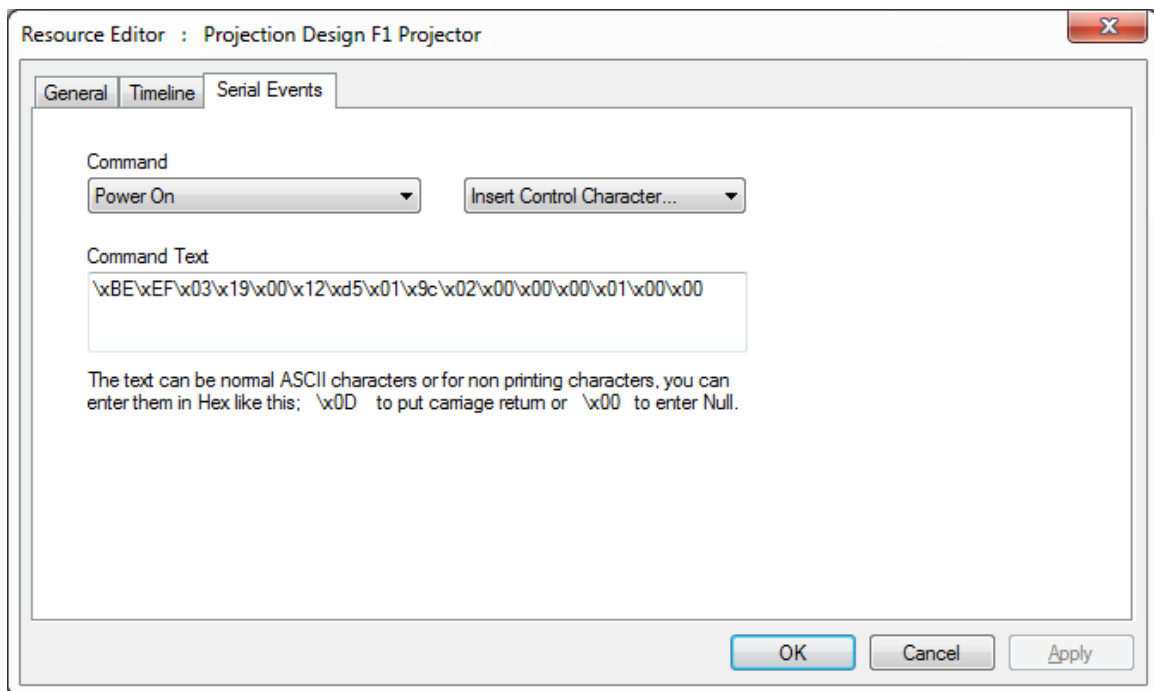 Resource Editor : Projection Design F1 Projector
General Timeline Serial Events
Command
Power On Insert Control Character...
Command Text
\xBE\xEF\x03\x19\x00\x12\xd5\x01\x9c\x02\x00\x00\x00\x01\x00\x00
The text can be normal ASCII characters or for non printing characters, you can
enter them in Hex like this; \x0D to put carriage return or \x00 to enter Null.
OK Cancel Apply